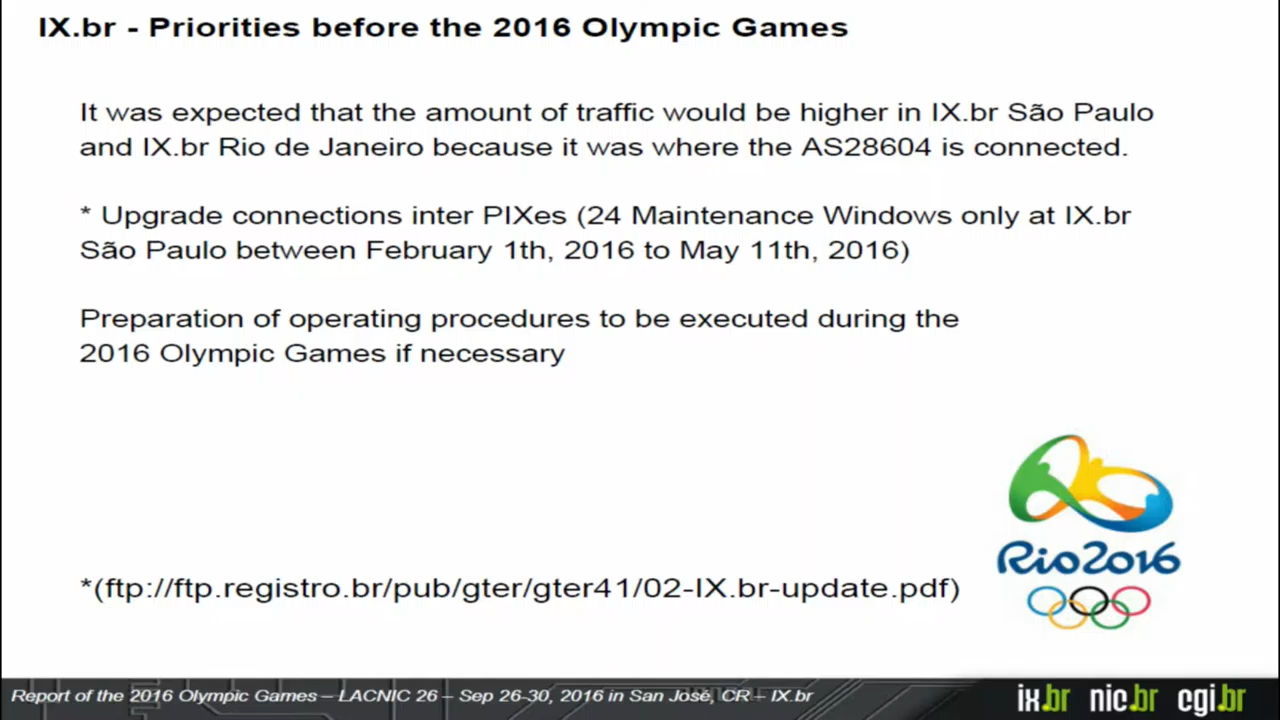 IX.br - Priorities before the 2016 Olympic Games
It was expected that the amount of traffic would be higher in IX.br São Paulo
and IX.br Rio de Janeiro because it was where the AS28604 is connected.
* Upgrade connections inter PIXes (24 Maintenance Windows only at IX.br
São Paulo between February 1th, 2016 to May 11th, 2016)
Preparation of operating procedures to be executed during the
2016 Olympic Games if necessary
Rio2016
*(ftp://ftp.registro.br/pub/gter/gter41/02-IX.br-update.pdf)
Report of the 2016 Olympic Games – LACNIC 26 – Sep 26-30, 2016 in San José, CR – IX.br
ix.br nic.br cgi.br